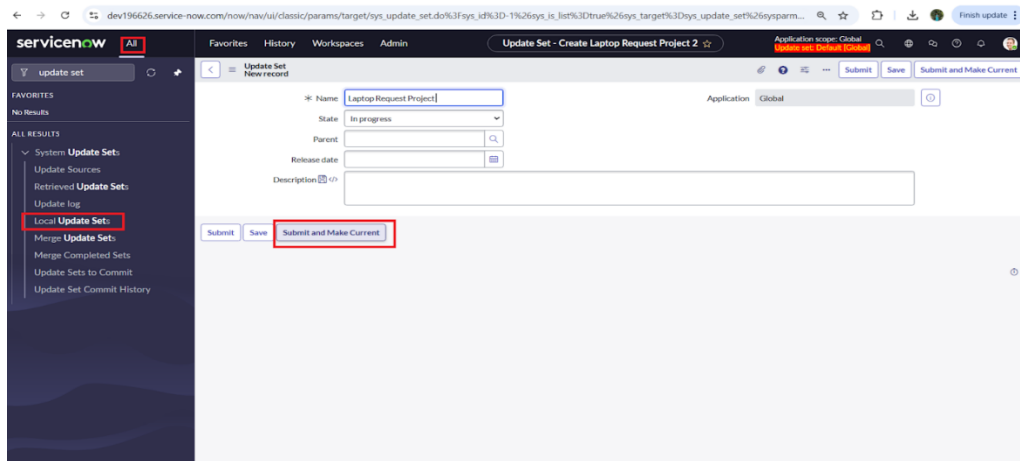 dev196626.service-now.com/now/nav/ui/classic/params/target/sys_update_set.do%3Fsys_id%3D-1%26sys_is_list%3Dtrue%26sys_target%3Dsys_update_set%26sysparm... Finish update
servicenow All Favorites History Workspaces Admin Update Set - Create Laptop Request Project 2 Application scope: Global
Update set: Default [Global]
update set
Update Set
New record
Submit Save Submit and Make Current
FAVORITES
No Results
ALL RESULTS
System Update Sets
Update Sources
Retrieved Update Sets
Update log
Local Update Sets
Merge Update Sets
Merge Completed Sets
Update Sets to Commit
Update Set Commit History
Name Laptop Request Project
Application Global
State In progress
Parent
Release date
Description
Submit Save Submit and Make Current